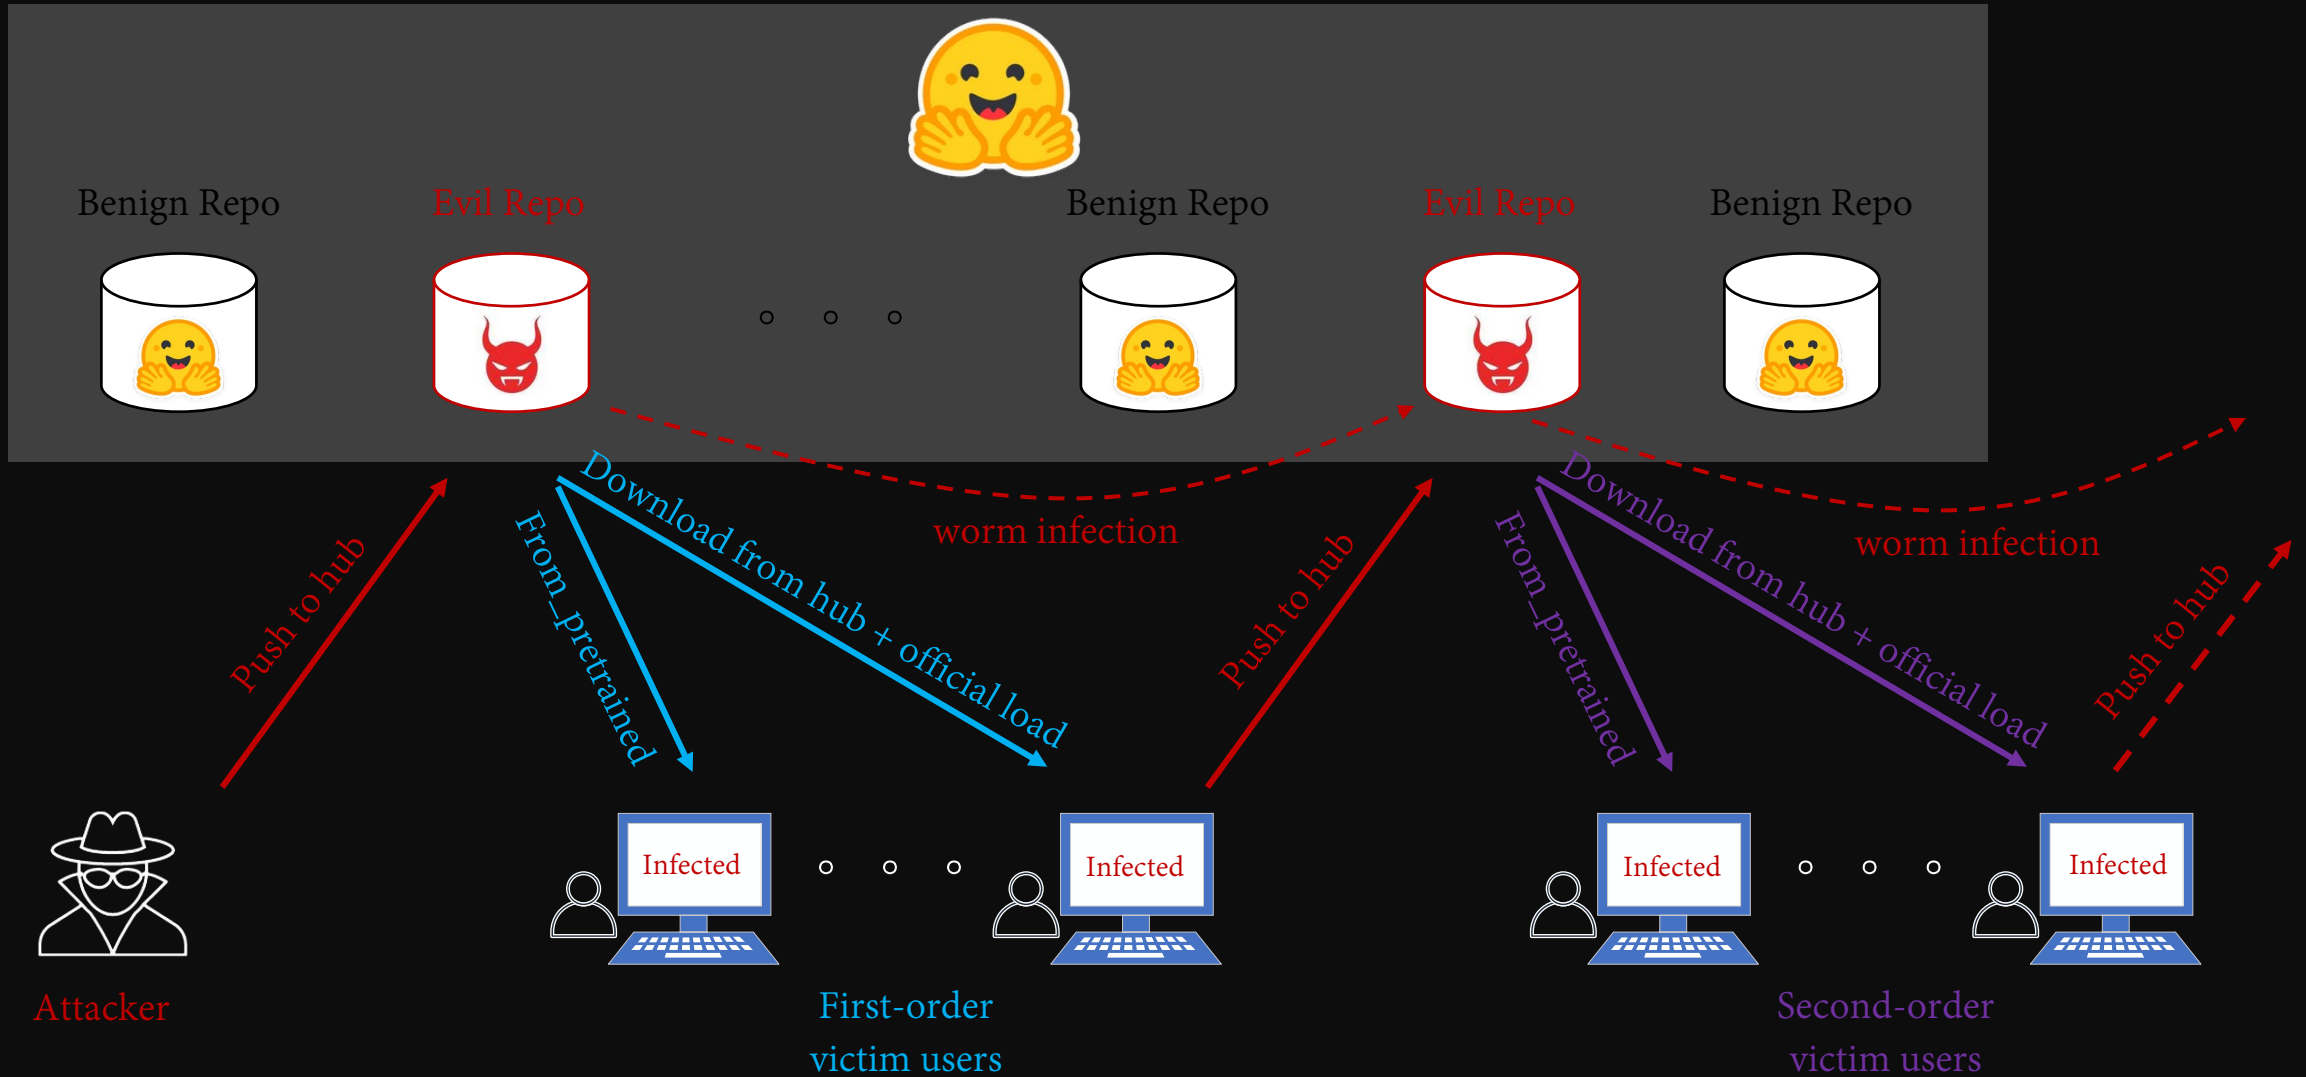 Benign Repo
Evil Repo
Benign Repo
Evil Repo
Benign Repo
Push to hub
From_pretrained
Download from hub + official load
worm infection
Push to hub
From_pretrained
Download from hub + official load
worm infection
Push to hub
Infected
Infected
Infected
Infected
Attacker
First-order
victim users
Second-order
victim users